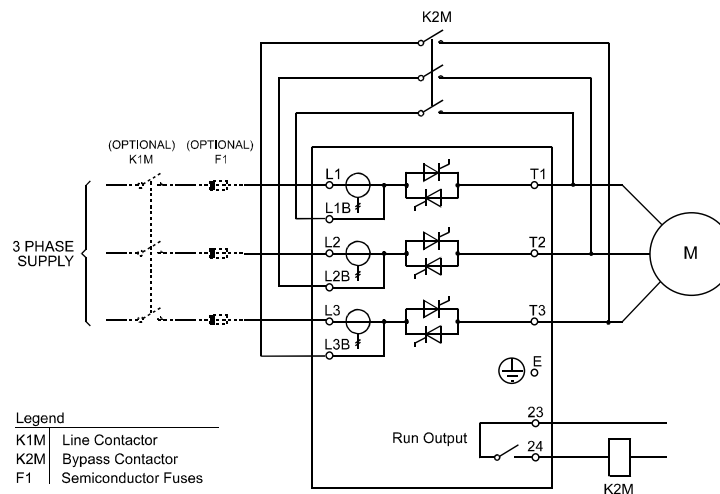 K2M
(OPTIONAL)
K1M
(OPTIONAL)
F1
L1
T1
L1B
3 PHASE
SUPPLY
L2
T2
M
L2B
L3
T3
L3B
E
Legend
K1M Line Contactor
K2M Bypass Contactor
F1 Semiconductor Fuses
Run Output
23
24
K2M